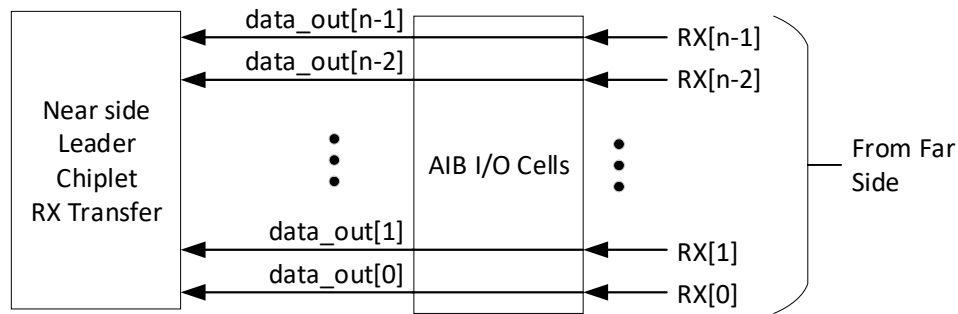 data_out[n-1]
RX[n-1]
data_out[n-2]
RX[n-2]
Near side
Leader
Chiplet
RX Transfer
AIB I/O Cells
From Far
Side
data_out[1]
RX[1]
data_out[0]
RX[0]